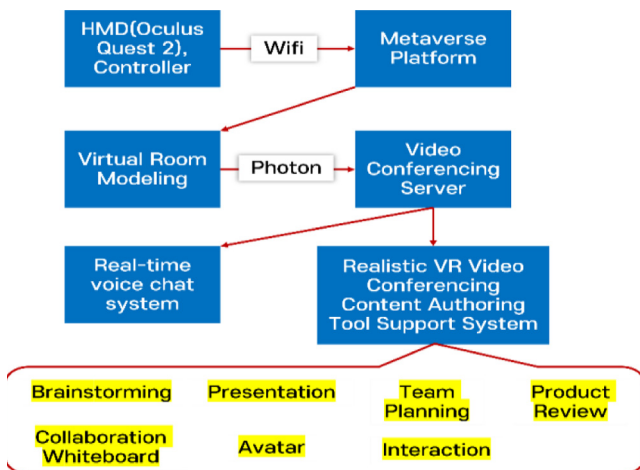 HMD(Oculus
Quest 2),
Controller
Wifi
Metaverse
Platform
Virtual Room
Modeling
Photon
Video
Conferencing
Server
Real-time
voice chat
system
Realistic VR Video
Conferencing
Content Authoring
Tool Support System
Brainstorming
Presentation
Team
Planning
Product
Review
Collaboration
Whiteboard
Avatar
Interaction